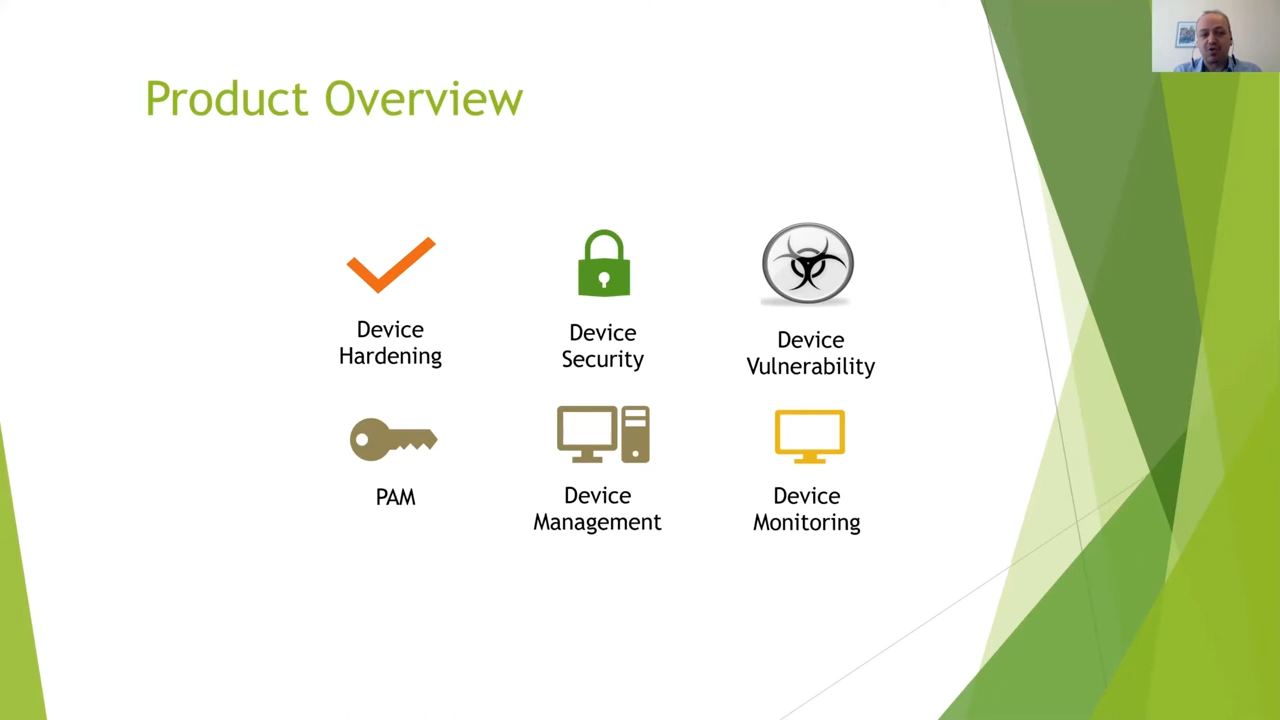 Product Overview
Device
Hardening
Device
Security
Device
Vulnerability
PAM
Device
Management
Device
Monitoring